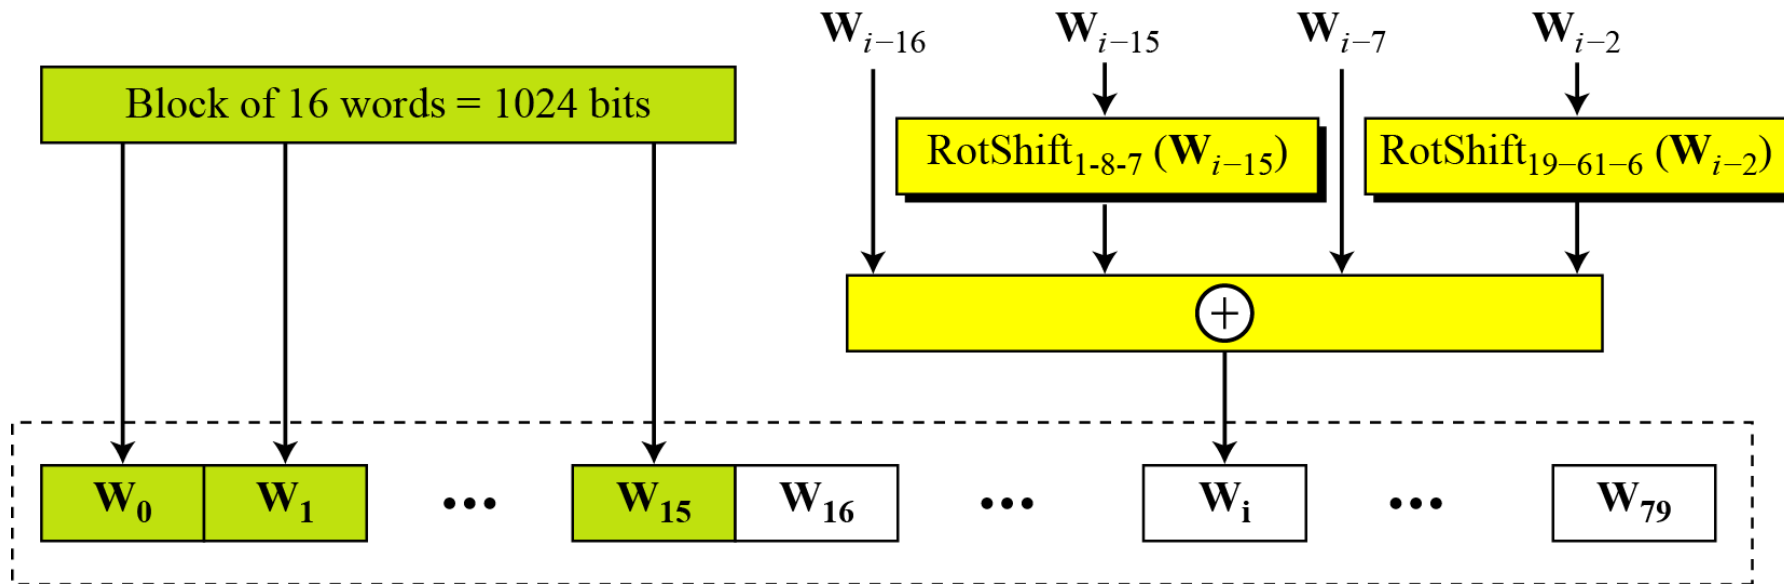 W_{i−16} W_{i−15} W_{i−7} W_{i−2}
Block of 16 words = 1024 bits
RotShift_{1-8-7} (W_{i−15}) RotShift_{19−61−6} (W_{i−2})
+
W_0 W_1 ••• W_15 W_16 ••• W_i ••• W_79